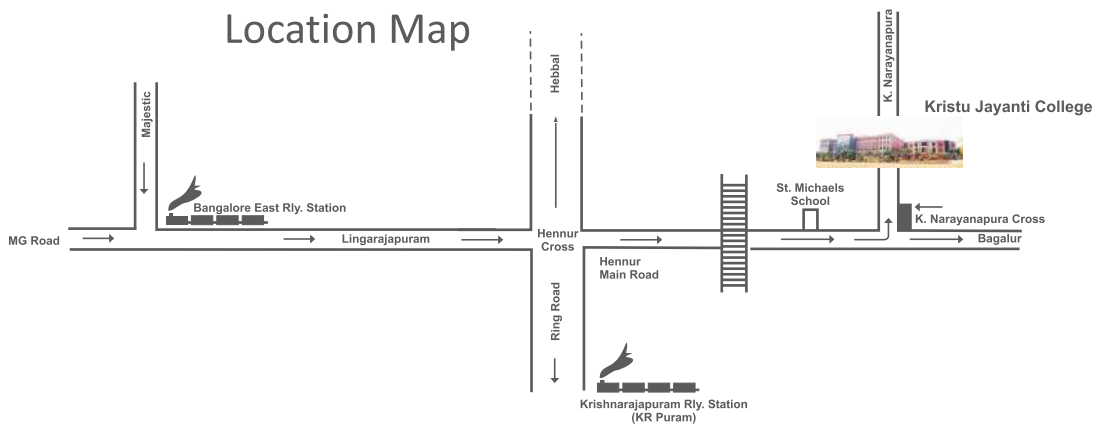 Location Map
K. Narayanapura
Hebbal
Kristu Jayanti College
Majestic
St. Michaels
School
Bangalore East Rly. Station
K. Narayanapura Cross
MG Road
Lingarajapuram
Hennur
Cross
Bagalur
Hennur
Main Road
Ring Road
Krishnarajapuram Rly. Station
(KR Puram)